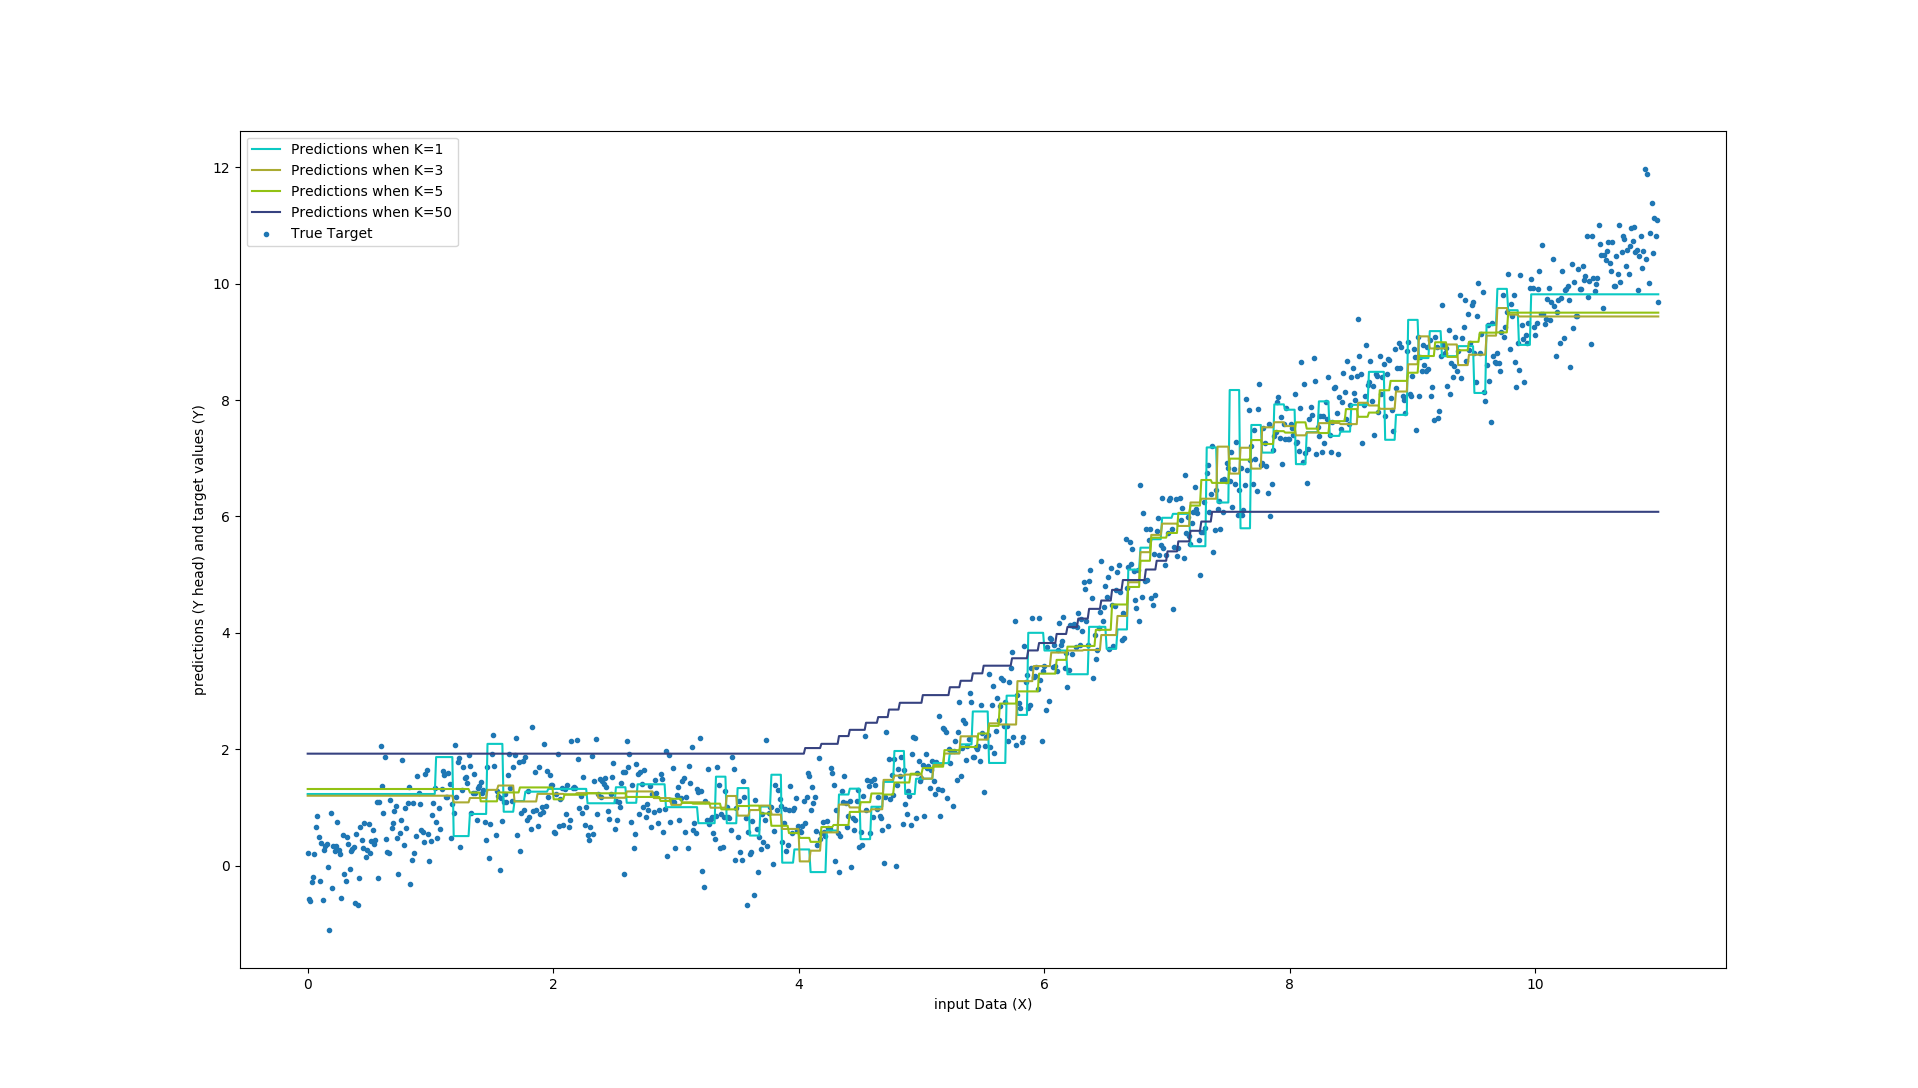 Predictions when K=1
Predictions when K=3
Predictions when K=5
Predictions when K=50
True Target
12
10
8
6
4
2
0
predictions (Y head) and target values (Y)
0 2 4 6 8 10
input Data (X)